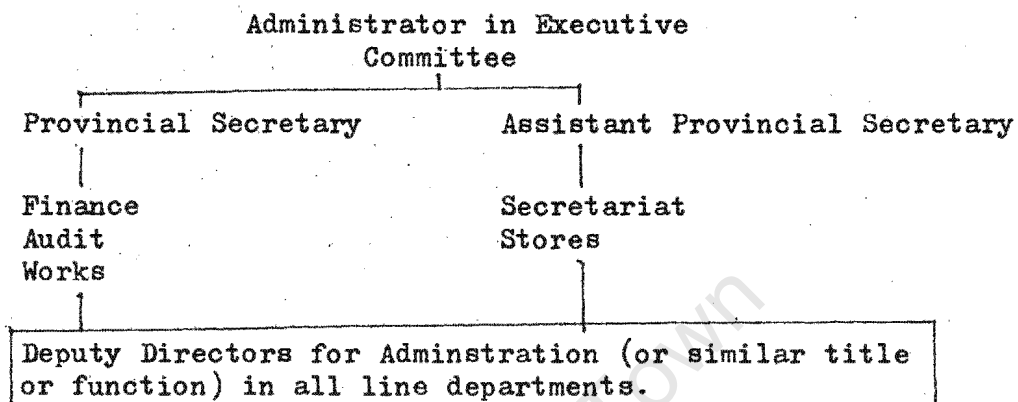 Administrator in Executive
Committee
Provincial Secretary Assistant Provincial Secretary
Finance Secretariat
Audit Stores
Works
Deputy Directors for Adminstration (or similar title
or function) in all line departments.